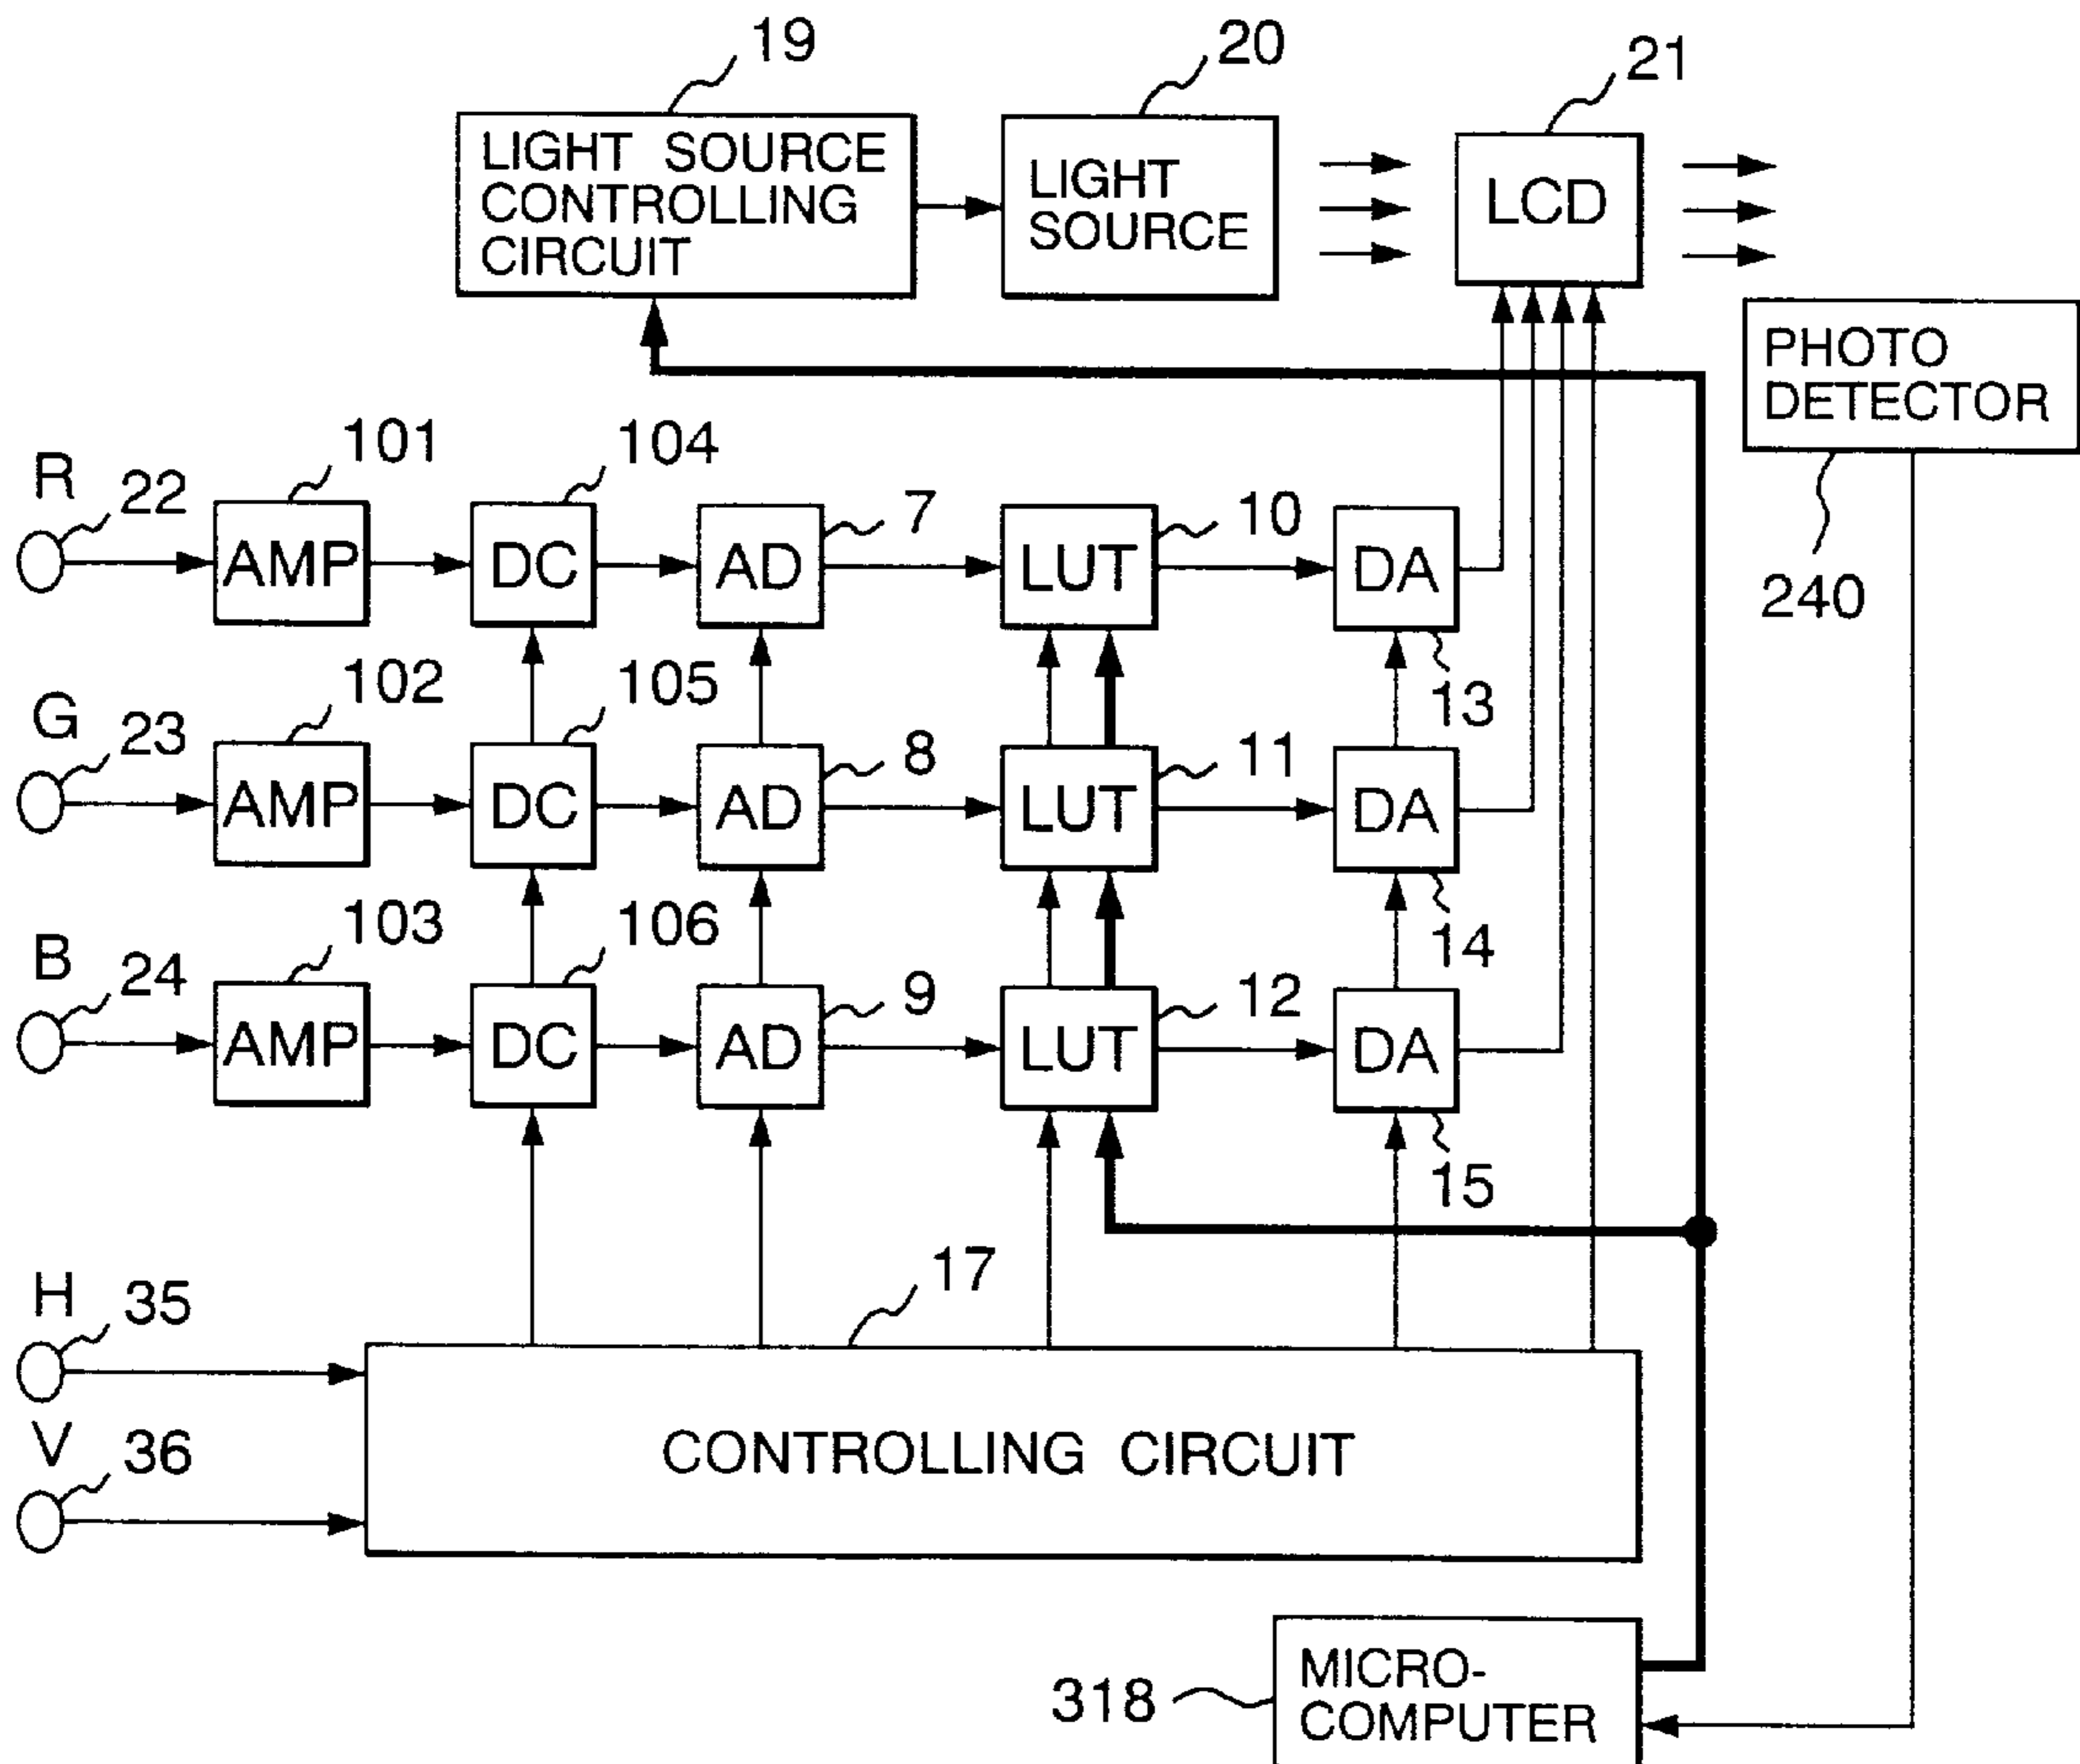 19
20
21
LIGHT SOURCE
CONTROLLING
CIRCUIT
LIGHT
SOURCE
LCD
PHOTO
DETECTOR
240
R
22
101
AMP
104
DC
7
AD
10
LUT
DA
13
G
23
102
AMP
105
DC
8
AD
11
LUT
DA
14
B
24
103
AMP
106
DC
9
AD
12
LUT
DA
15
H
35
17
V
36
CONTROLLING CIRCUIT
318
MICRO-
COMPUTER